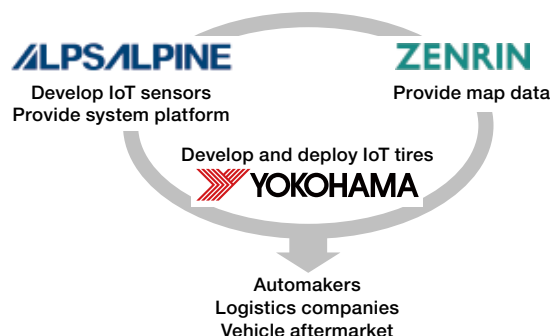 ALPSALPINE
Develop IoT sensors
Provide system platform
ZENRIN
Provide map data
Develop and deploy IoT tires
YOKOHAMA
Automakers
Logistics companies
Vehicle aftermarket